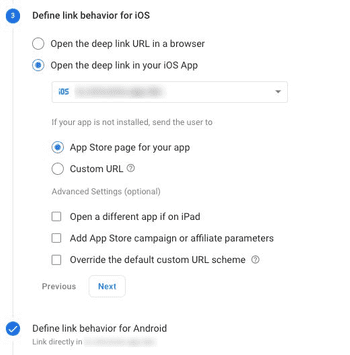 3 Define link behavior for iOS
Open the deep link URL in a browser
Open the deep link in your iOS App
iOS
If your app is not installed, send the user to
App Store page for your app
Custom URL ?
Advanced Settings (optional)
Open a different app if on iPad
Add App Store campaign or affiliate parameters
Override the default custom URL scheme ?
Previous Next
Define link behavior for Android
Link directly in